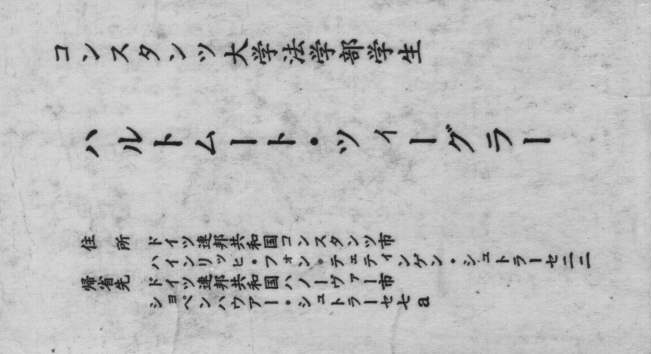 コンスタンツ大学法学部学生
ハルトムート・ツィーグラー
住所 ドイツ連邦共和国コンスタンツ市
ハインリッヒ・フォン・テュティンゲン・シュトラーセ二二
帰省先 ドイツ連邦共和国ハノーヴァー市
ショペンハウアー・シュトラーセ七a